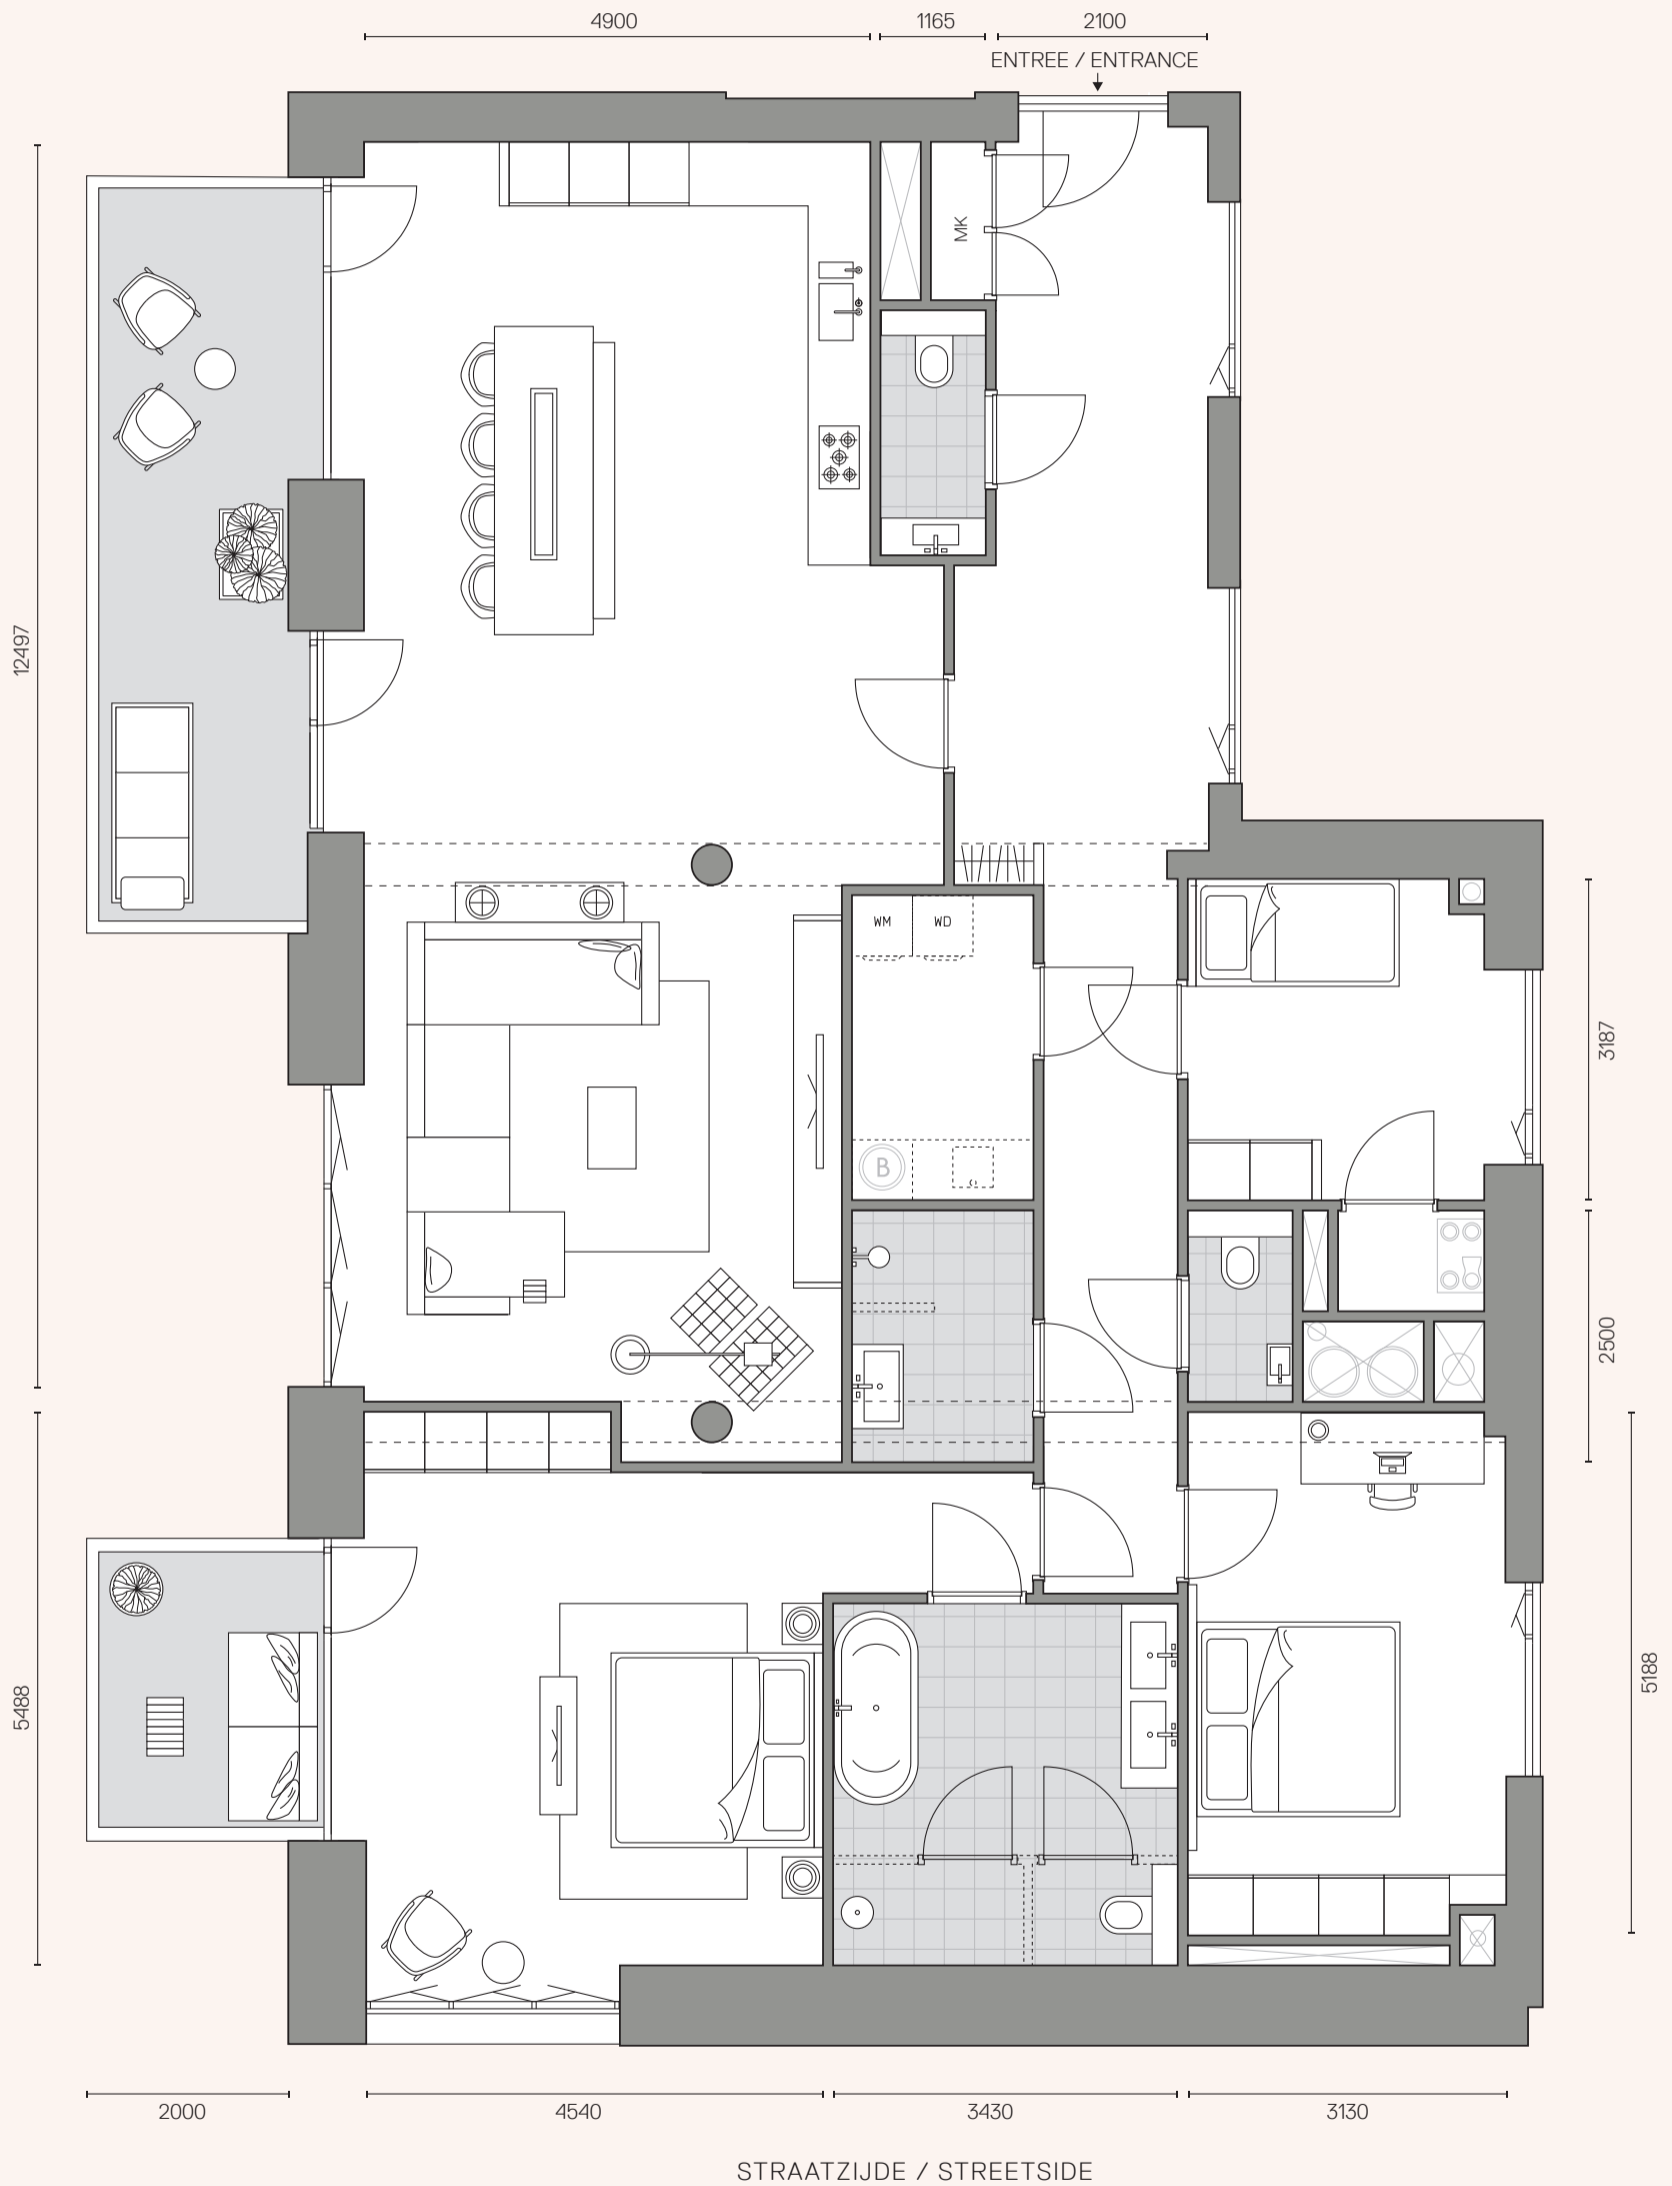 4900
1165
2100
ENTREE / ENTRANCE
MK
12497
WM
WD
3187
B
2500
5488
5188
2000
4540
3430
3130
STRAATZIJDE / STREETSIDE